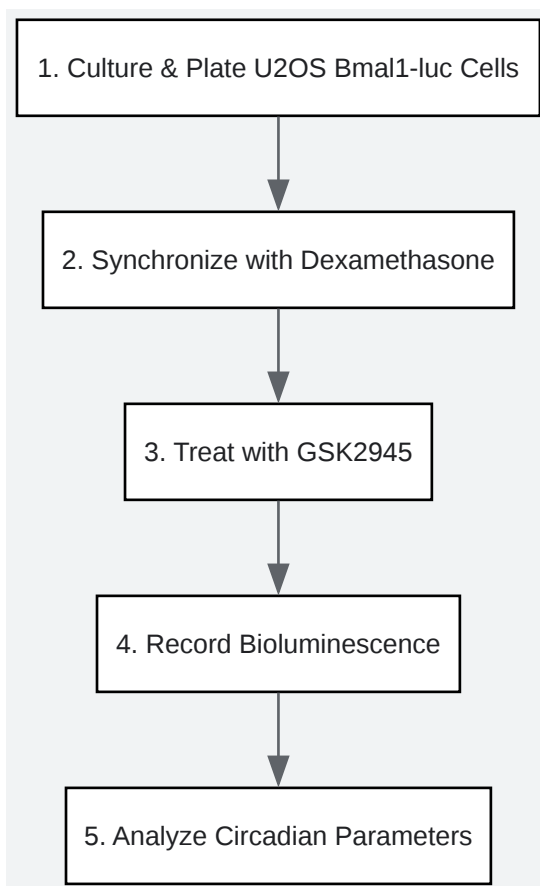 1. Culture & Plate U2OS Bmal1-luc Cells
2. Synchronize with Dexamethasone
3. Treat with GSK2945
4. Record Bioluminescence
5. Analyze Circadian Parameters